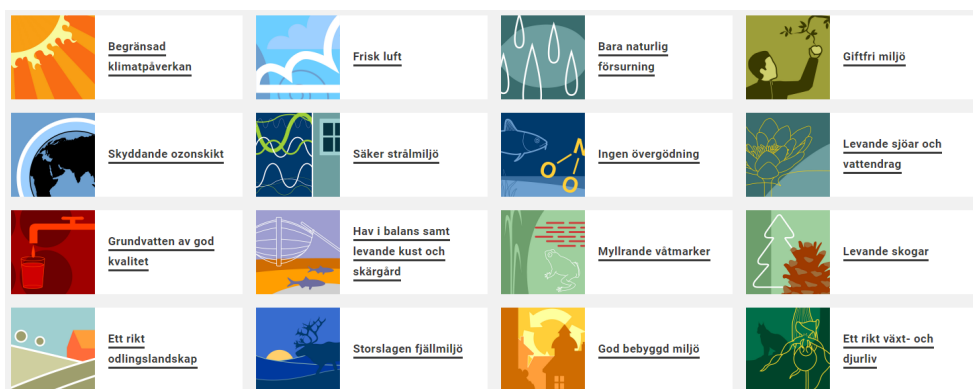 Begränsad
klimatpåverkan
Frisk luft
Bara naturlig
försurning
Giftfri miljö
Skyddande ozonskikt
Säker strålmiljö
Ingen övergödning
Levande sjöar och
vattendrag
Grundvatten av god
kvalitet
Hav i balans samt
levande kust och
skärgård
Myllrande våtmarker
Levande skogar
Ett rikt
odlingslandskap
Storslagen fjällmiljö
God bebyggd miljö
Ett rikt växt- och
djurliv
N
O
O